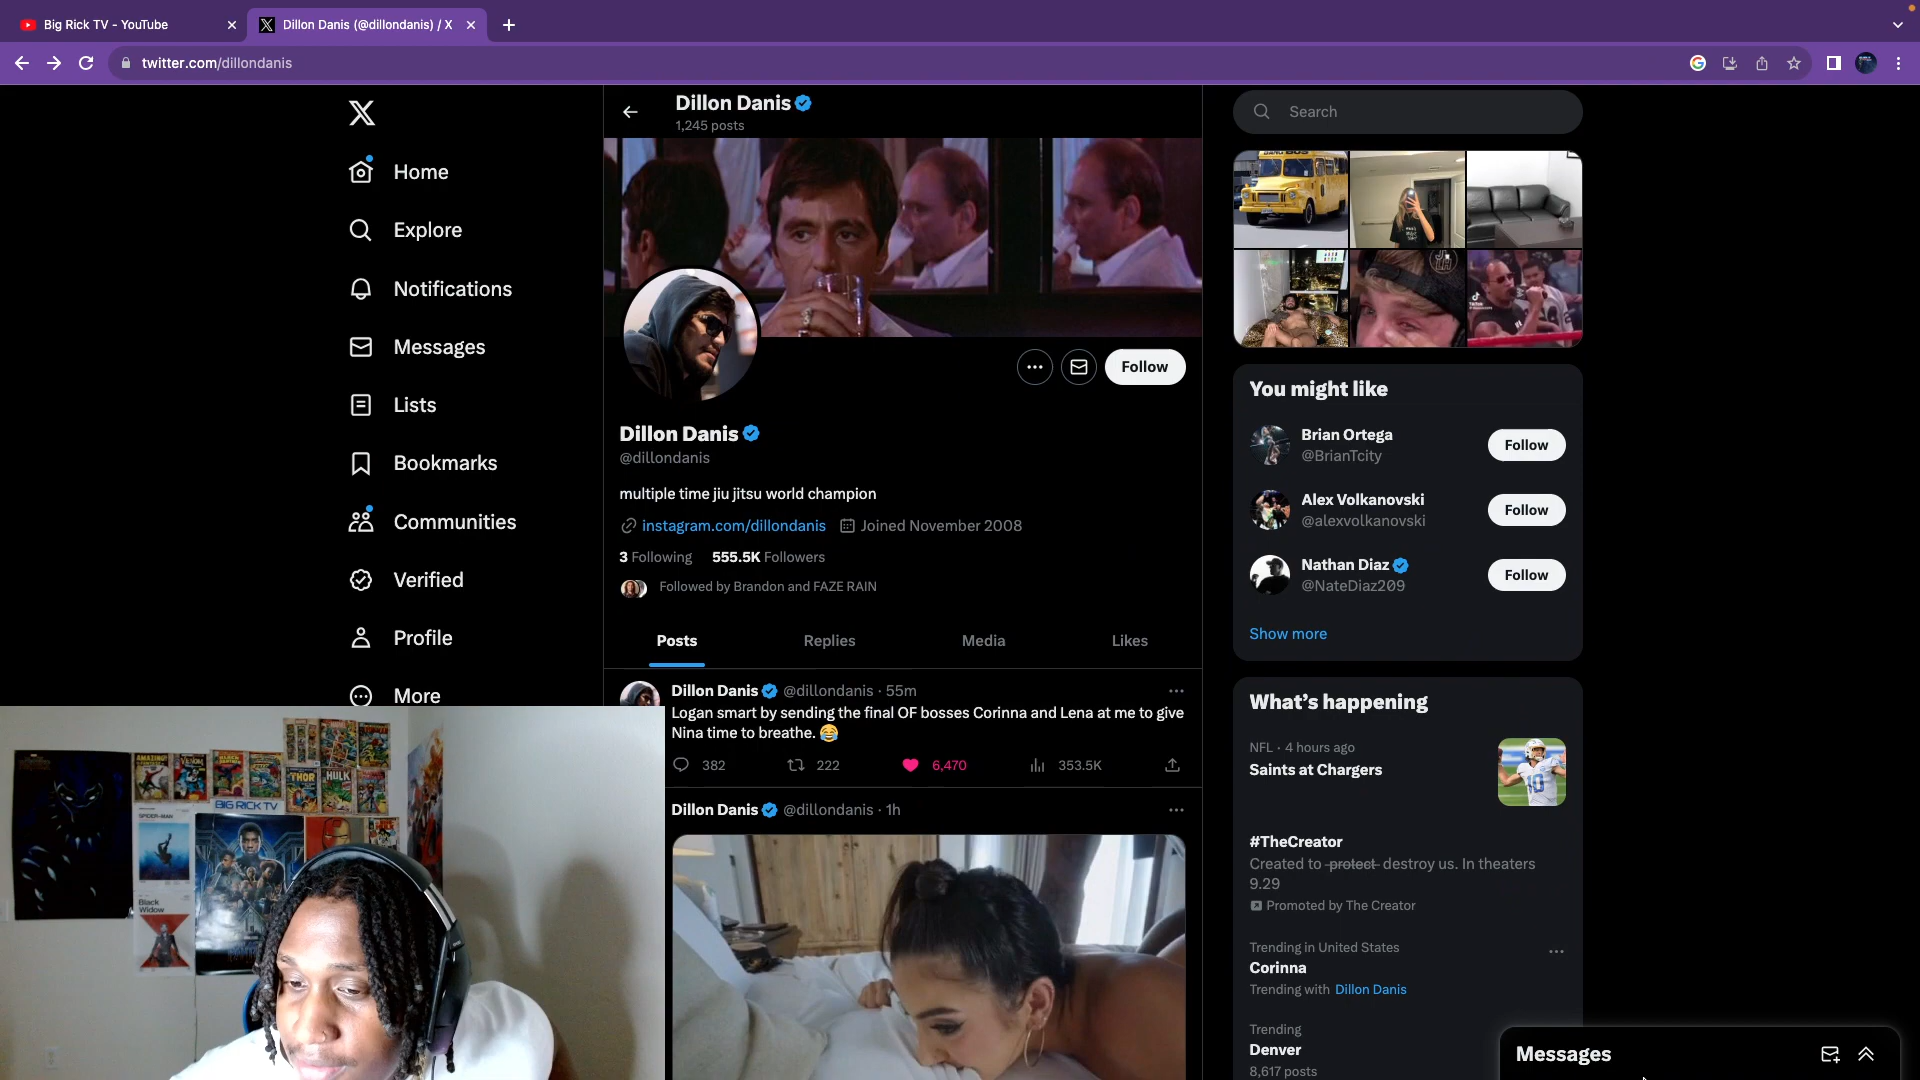 Big Rick TV - YouTube
Dillon Danis (@dillondanis) / X
twitter.com/dillondanis
Home
Explore
Notifications
Messages
Lists
Bookmarks
Communities
Verified
Profile
More
Dillon Danis
1,245 posts
Follow
Dillon Danis
@dillondanis
multiple time jiu jitsu world champion
instagram.com/dillondanis Joined November 2008
3 Following 555.5K Followers
Followed by Brandon and FAZE RAIN
Posts Replies Media Likes
Dillon Danis @dillondanis · 55m
Logan smart by sending the final OF bosses Corinna and Lena at me to give
Nina time to breathe. 😂
382 222 6,470 353.5K
Dillon Danis @dillondanis · 1h
Search
You might like
Brian Ortega
@BrianTcity
Follow
Alex Volkanovski
@alexvolkanovski
Follow
Nathan Diaz
@NateDiaz209
Follow
Show more
What's happening
NFL · 4 hours ago
Saints at Chargers
#TheCreator
Created to protect destroy us. In theaters
9.29
Promoted by The Creator
Trending in United States
Corinna
Trending with Dillon Danis
Trending
Denver
8,617 posts
Messages
AMAZING
VENOM
THOR
HULK
BIG RICK TV
SPIDER-MAN
Black
Widow